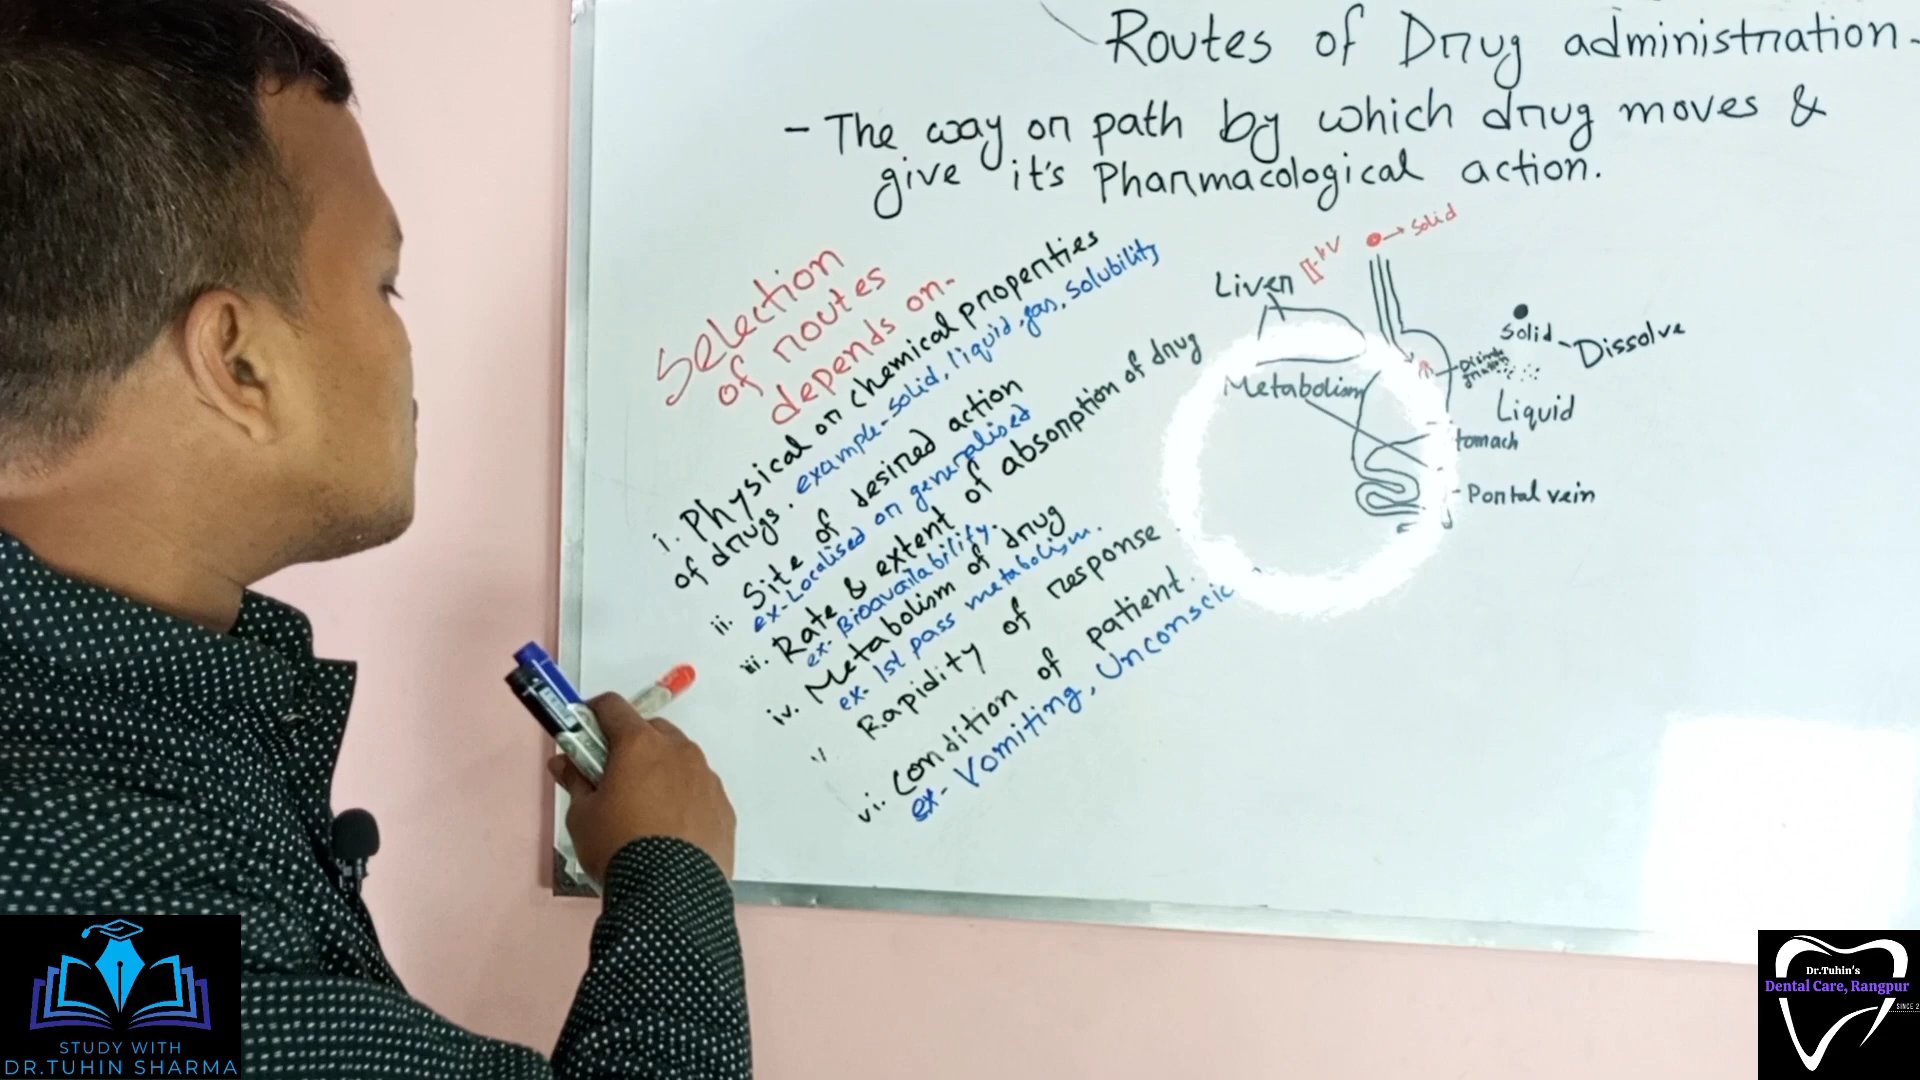 Routes of Drug administration-
- The way or path by which drug moves &
give it's Pharmacological action.
Selection
of routes
depends on-
i. Physical or chemical properties
of drugs. example-solid, liquid, gas, solubility
ii. Site of desired action
ex-Localised or generalised
iii. Rate & extent of absorption of drug
ex- Bioavailability.
iv. Metabolism of drug
ex- 1st pass metabolism.
v Rapidity of response
vi. Condition of patient.
ex- Vomiting, Unconscic
Liver
IV
Solid
Metabolism
Solid
Dissolve
Liquid
tomach
Portal vein
STUDY WITH
DR.TUHIN SHARMA
Dr.Tuhin's
Dental Care, Rangpur
SINCE 2